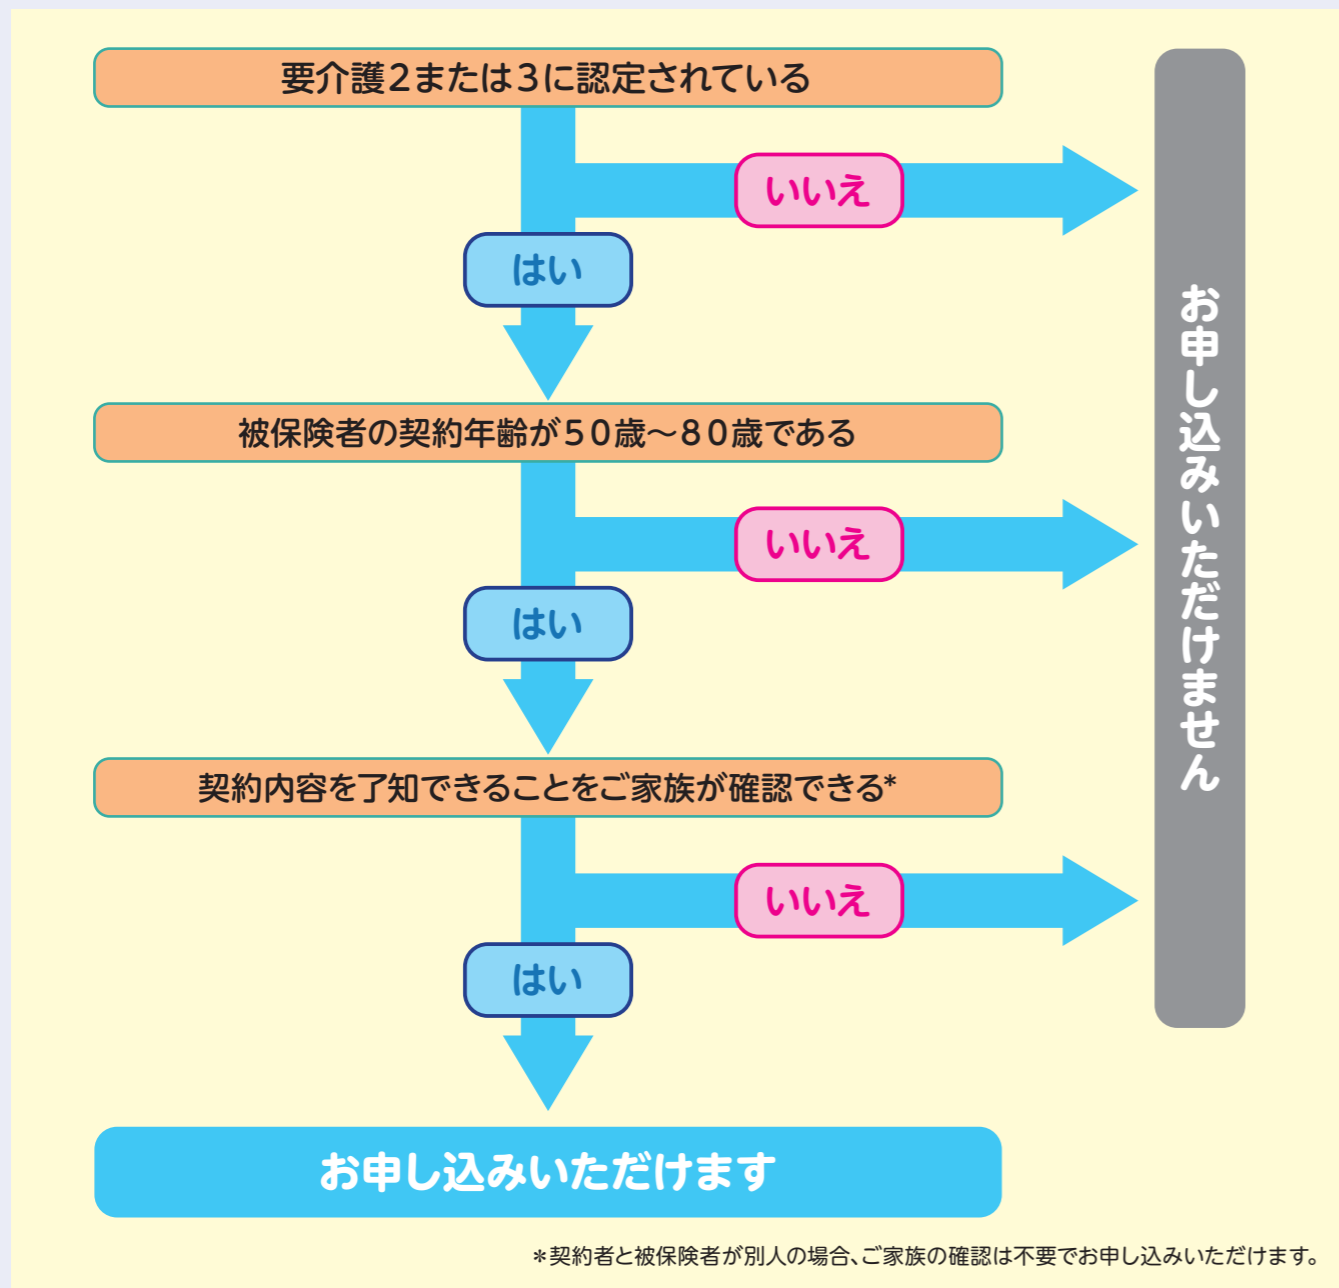 要介護２または３に認定されている
いいえ
はい
被保険者の契約年齢が５０歳～８０歳である
いいえ
はい
契約内容を了知できることをご家族が確認できる*
いいえ
はい
お申し込みいただけません
お申し込みいただけます
*契約者と被保険者が別人の場合、ご家族の確認は不要でお申し込みいただけます。